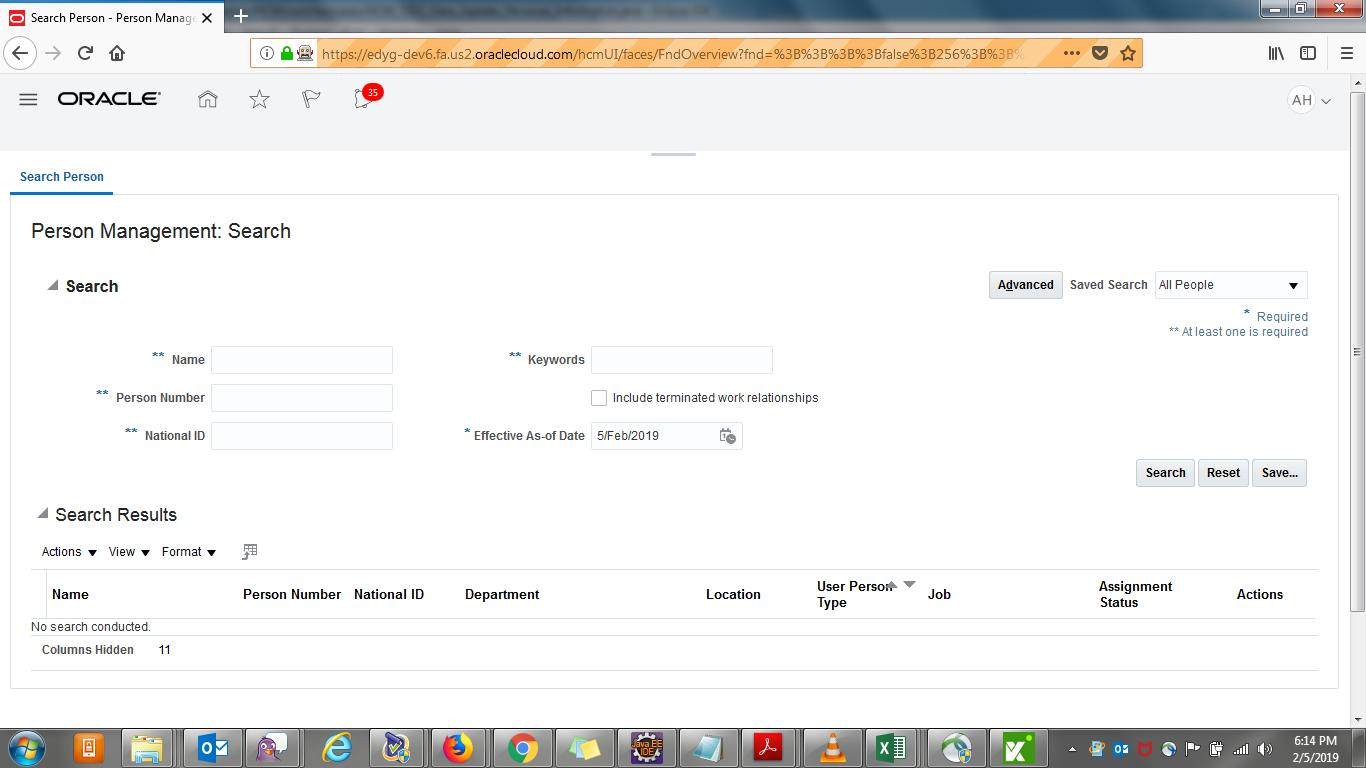 Search Person - Person Manag
https://edyg-dev6.fa.us2.oraclecloud.com/hcmUI/faces/FndOverview?fnd=%3B%3B%3B%3Bfalse%3B256%3B%3B%
ORACLE
35
AH
Search Person
Person Management: Search
Search
Advanced Saved Search All People
* Required
** At least one is required
** Name
** Keywords
** Person Number
Include terminated work relationships
** National ID
* Effective As-of Date 5/Feb/2019
Search Reset Save...
Search Results
Actions View Format
Name Person Number National ID Department Location User Person Type Job Assignment Status Actions
No search conducted.
Columns Hidden 11
Java EE IDE
6:14 PM
2/5/2019